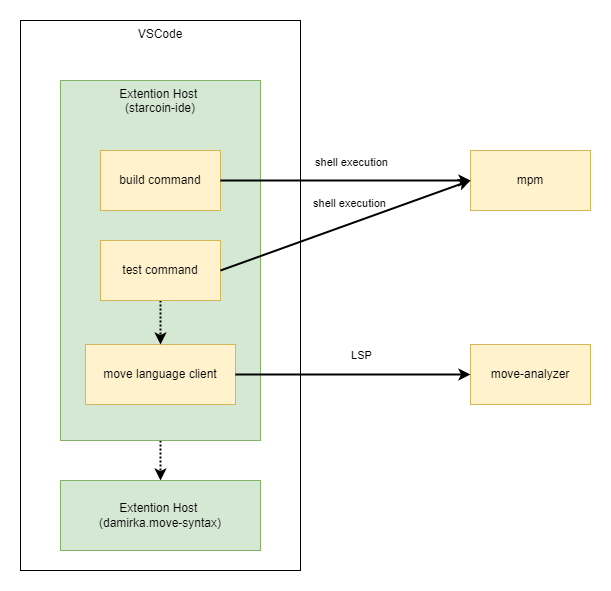 VSCode
Extention Host
(starcoin-ide)
build command
shell execution
mpm
shell execution
test command
move language client
LSP
move-analyzer
Extention Host
(damirka.move-syntax)